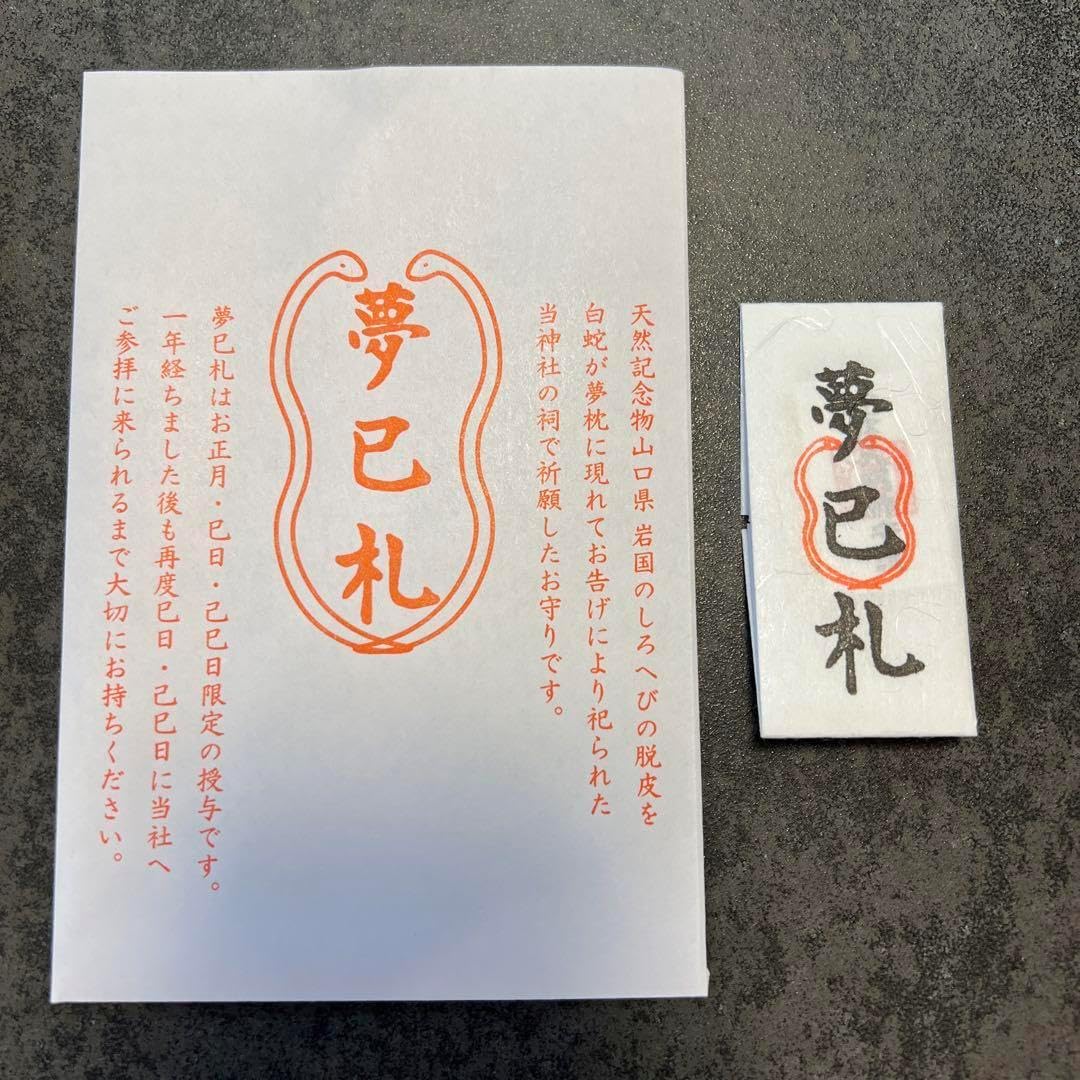 天然記念物山口県岩国のしろへびの脱皮を
白蛇が夢枕に現れてお告げにより祀られた
当神社の祠で祈願したお守りです。
夢巳札
夢巳札はお正月・巳日・己巳日限定の授与です。
一年経ちました後も再度巳日・己巳日に当社へ
ご参拝に来られるまで大切にお持ちください。
夢巳札